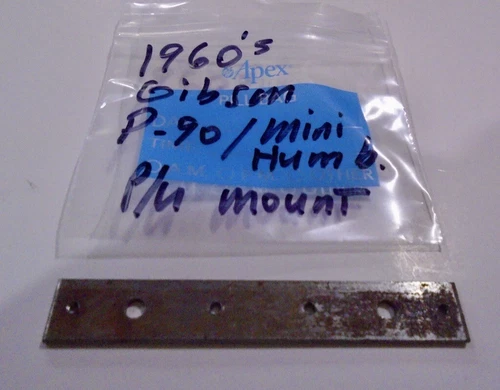 1960's
Apex
Gibson
P-90/mini
Humb.
P/u mount